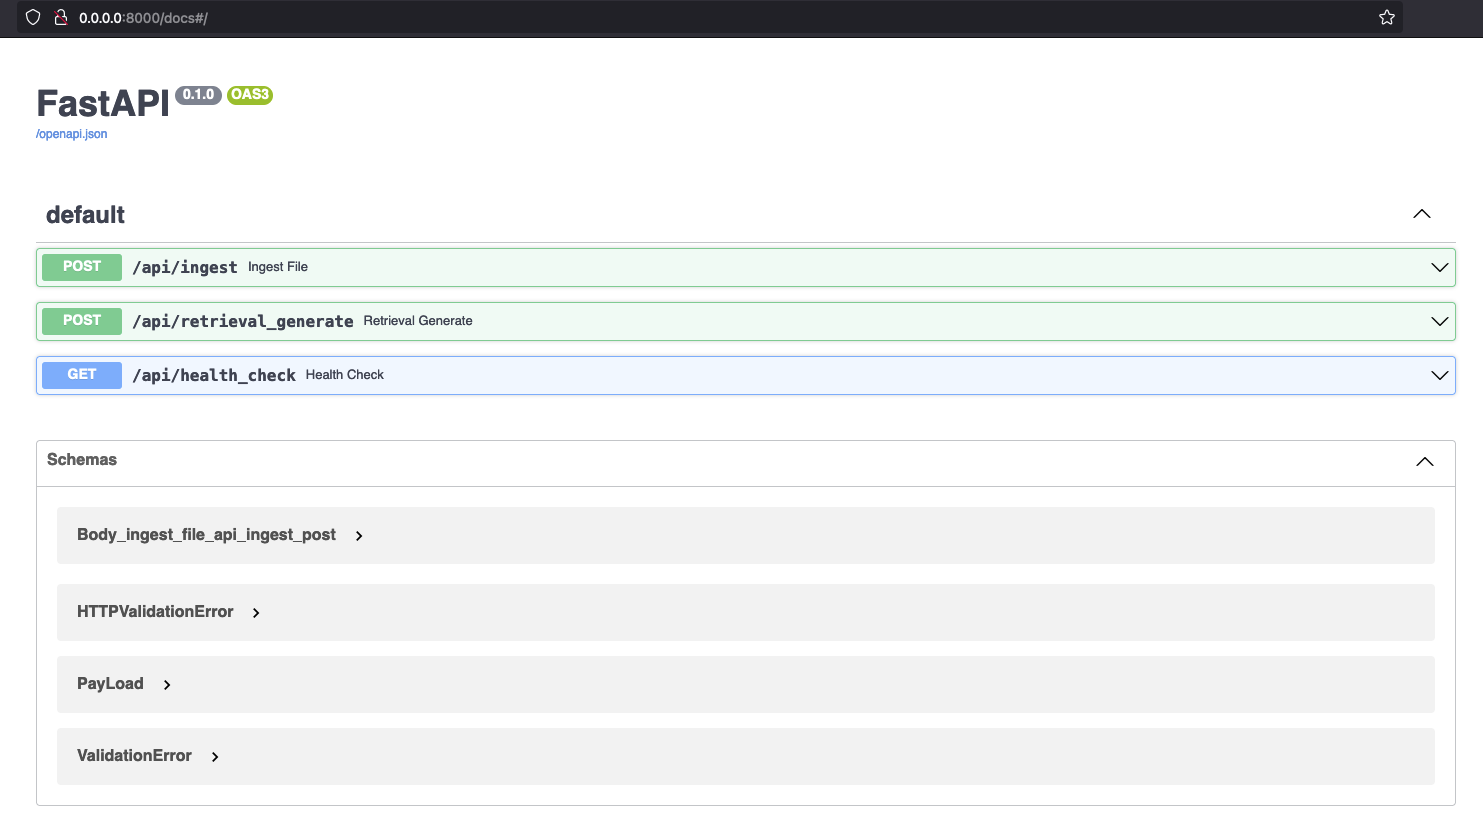 0.0.0.0:8000/docs#/
FastAPI 0.1.0 OAS3
/openapi.json
default
POST /api/ingest Ingest File
POST /api/retrieval_generate Retrieval Generate
GET /api/health_check Health Check
Schemas
Body_ingest_file_api_ingest_post
HTTPValidationError
PayLoad
ValidationError